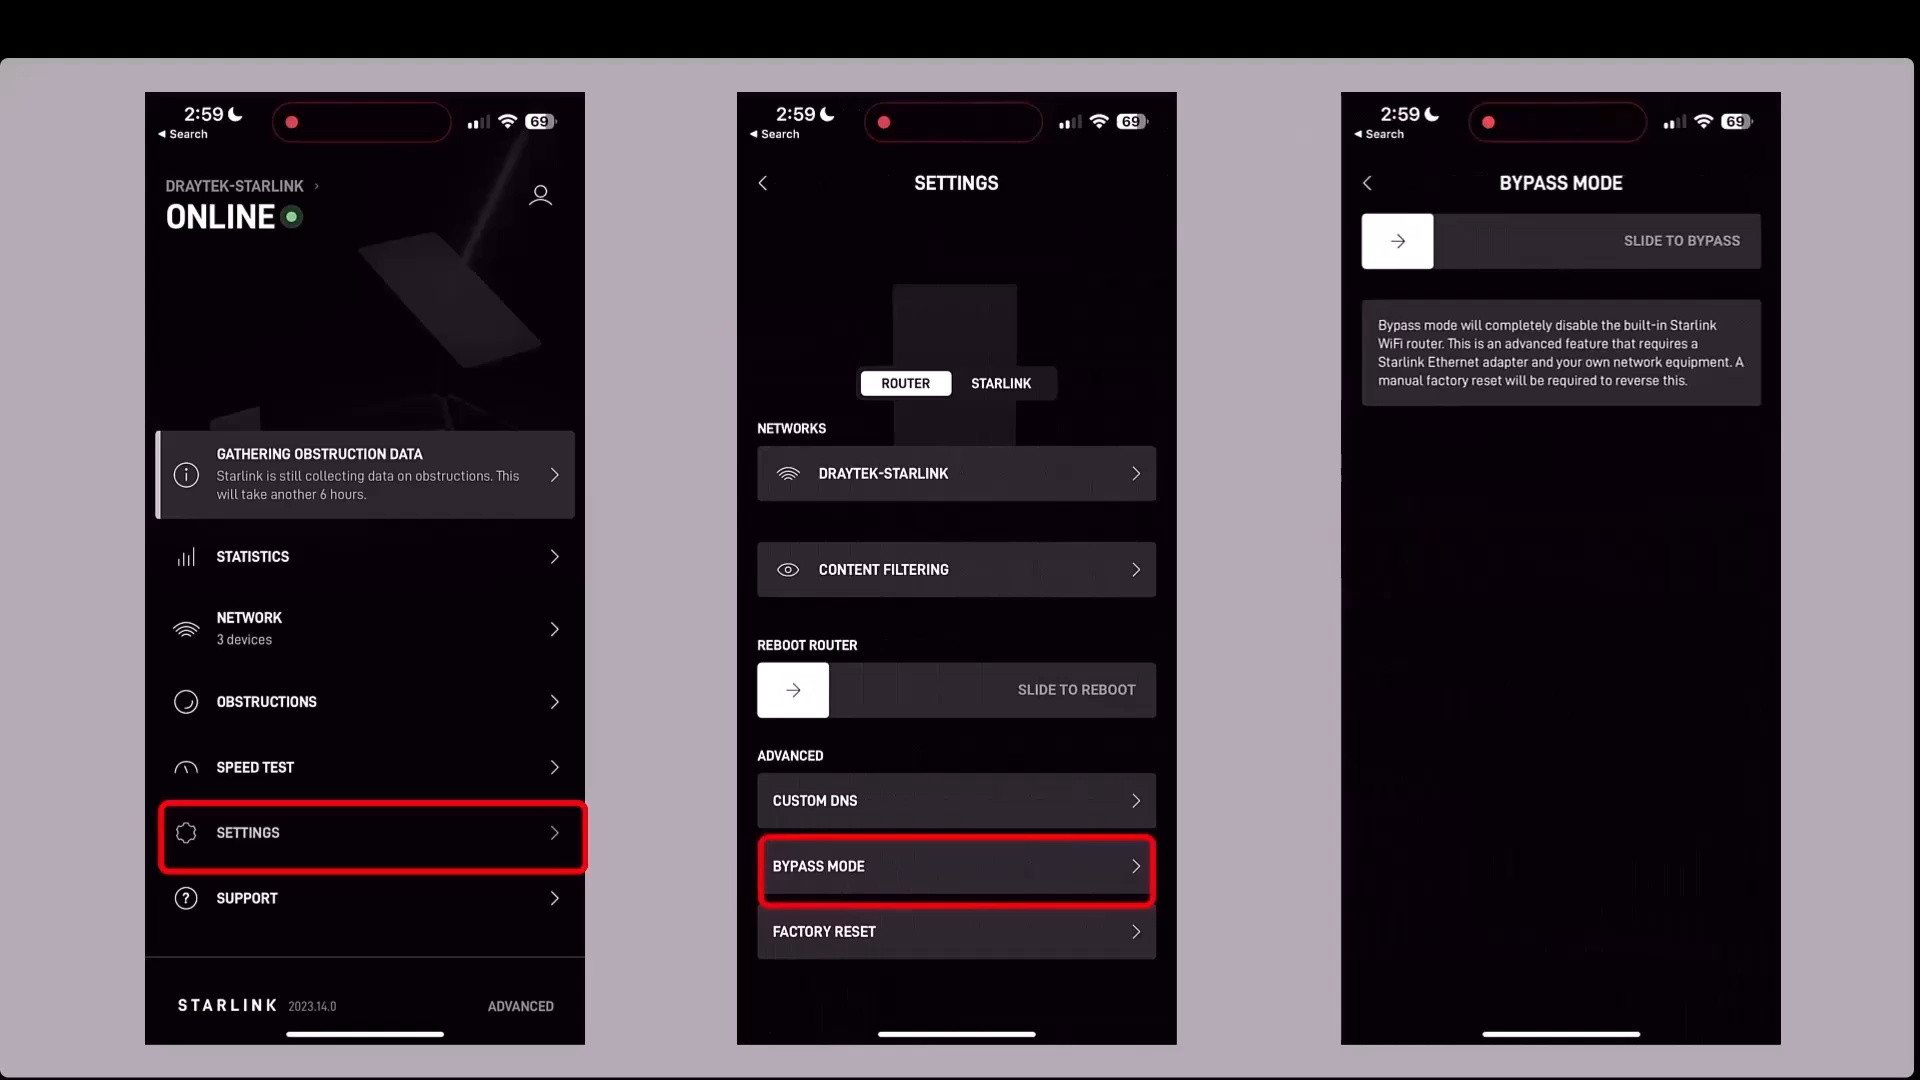 2:59
◂ Search
69
DRAYTEK-STARLINK
ONLINE
GATHERING OBSTRUCTION DATA
Starlink is still collecting data on obstructions. This
will take another 6 hours.
STATISTICS
NETWORK
3 devices
OBSTRUCTIONS
SPEED TEST
SETTINGS
SUPPORT
STARLINK 2023.14.0
ADVANCED
2:59
◂ Search
69
SETTINGS
ROUTER
STARLINK
NETWORKS
DRAYTEK-STARLINK
CONTENT FILTERING
REBOOT ROUTER
SLIDE TO REBOOT
ADVANCED
CUSTOM DNS
BYPASS MODE
FACTORY RESET
2:59
◂ Search
69
BYPASS MODE
SLIDE TO BYPASS
Bypass mode will completely disable the built-in Starlink
WiFi router. This is an advanced feature that requires a
Starlink Ethernet adapter and your own network equipment. A
manual factory reset will be required to reverse this.